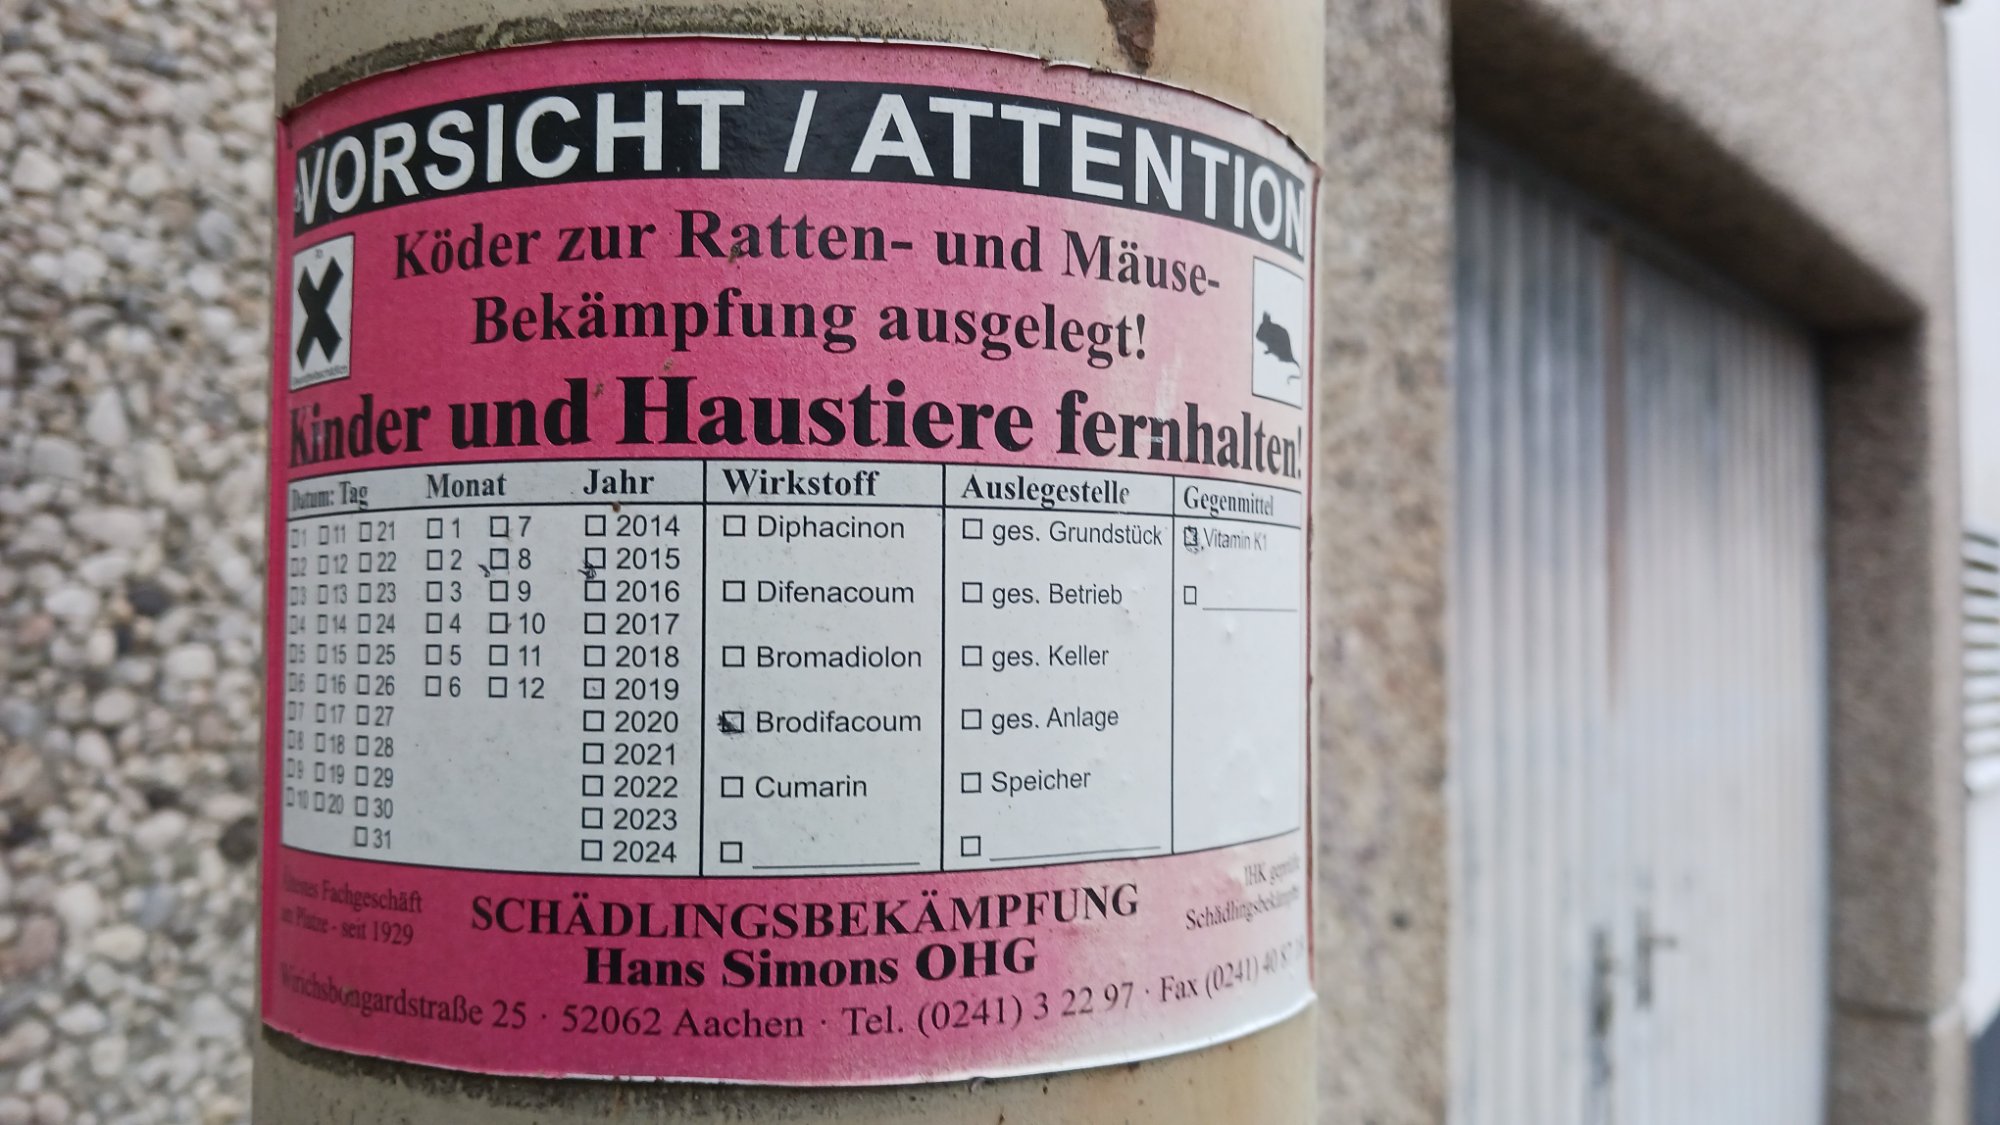 VORSICHT / ATTENTION
Köder zur Ratten- und Mäuse-
Bekämpfung ausgelegt!
Kinder und Haustiere fernhalten!
Datum: Tag Monat Jahr Wirkstoff Auslegestelle Gegenmittel
1 11 21 1 7 2014 Diphacinon ges. Grundstück Vitamin K1
2 12 22 2 8 2015
3 13 23 3 9 2016 Difenacoum ges. Betrieb
4 14 24 4 10 2017
5 15 25 5 11 2018 Bromadiolon ges. Keller
6 16 26 6 12 2019
7 17 27 2020 Brodifacoum ges. Anlage
8 18 28 2021
9 19 29 2022 Cumarin Speicher
10 20 30 2023
31 2024
Fachgeschäft
am Platze - seit 1929
SCHÄDLINGSBEKÄMPFUNG
Hans Simons OHG
IHK
Wirichsbongardstraße 25 · 52062 Aachen · Tel. (0241) 3 22 97 · Fax (0241) 40